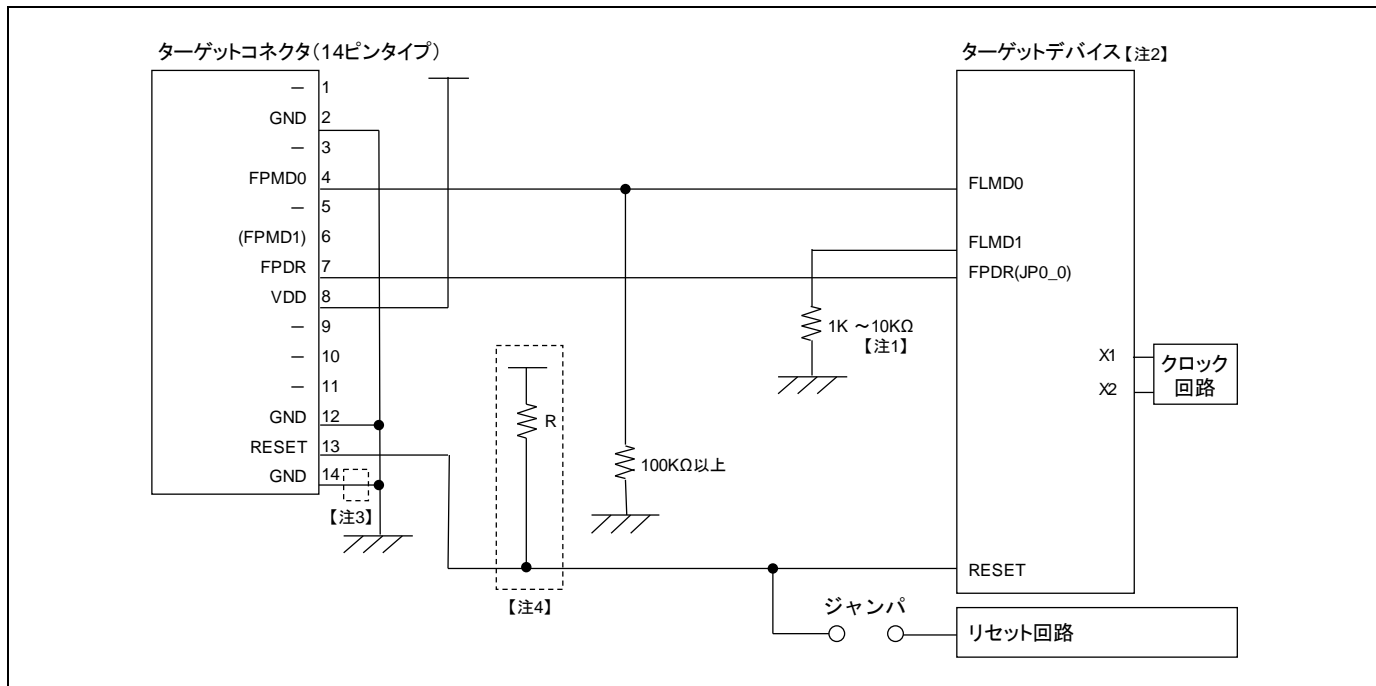 ターゲットコネクタ(14ピンタイプ)
ターゲットデバイス【注2】
― 1
GND 2
― 3
FPMD0 4
― 5
(FPMD1) 6
FPDR 7
VDD 8
― 9
― 10
― 11
GND 12
RESET 13
GND 14
【注3】
R
【注4】
100KΩ以上
1K ～10KΩ
【注1】
FLMD0
FLMD1
FPDR(JP0_0)
X1
X2
クロック
回路
RESET
ジャンパ
リセット回路